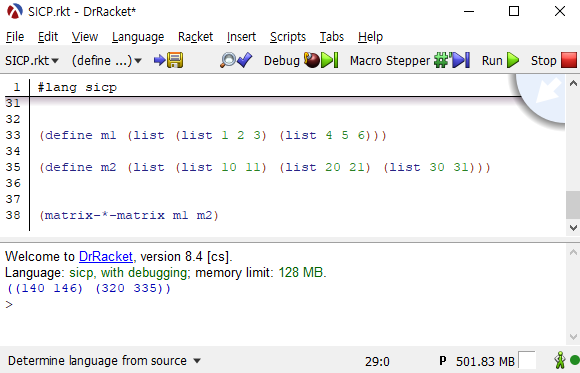 SICP.rkt - DrRacket*
File Edit View Language Racket Insert Scripts Tabs Help
SICP.rkt (define ...) Debug Macro Stepper Run Stop
1 #lang sicp
31
32
33 (define m1 (list (list 1 2 3) (list 4 5 6)))
34
35 (define m2 (list (list 10 11) (list 20 21) (list 30 31)))
36
37
38 (matrix-*-matrix m1 m2)
Welcome to DrRacket, version 8.4 [cs].
Language: sicp, with debugging; memory limit: 128 MB.
((140 146) (320 335))
>
Determine language from source 29:0 P 501.83 MB